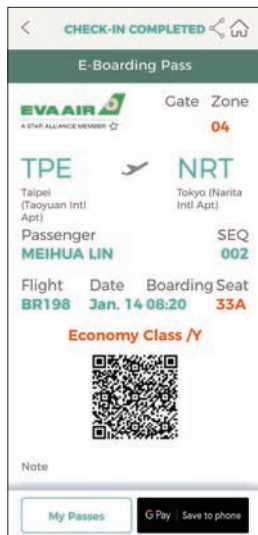 CHECK-IN COMPLETED
E-Boarding Pass
EVA AIR
A STAR ALLIANCE MEMBER
Gate Zone
04
TPE NRT
Taipei (Taoyuan Intl Apt)
Tokyo (Narita Intl Apt)
Passenger SEQ
MEIHUA LIN 002
Flight Date Boarding Seat
BR198 Jan. 14 08:20 33A
Economy Class /Y
Note
My Passes
G Pay | Save to phone